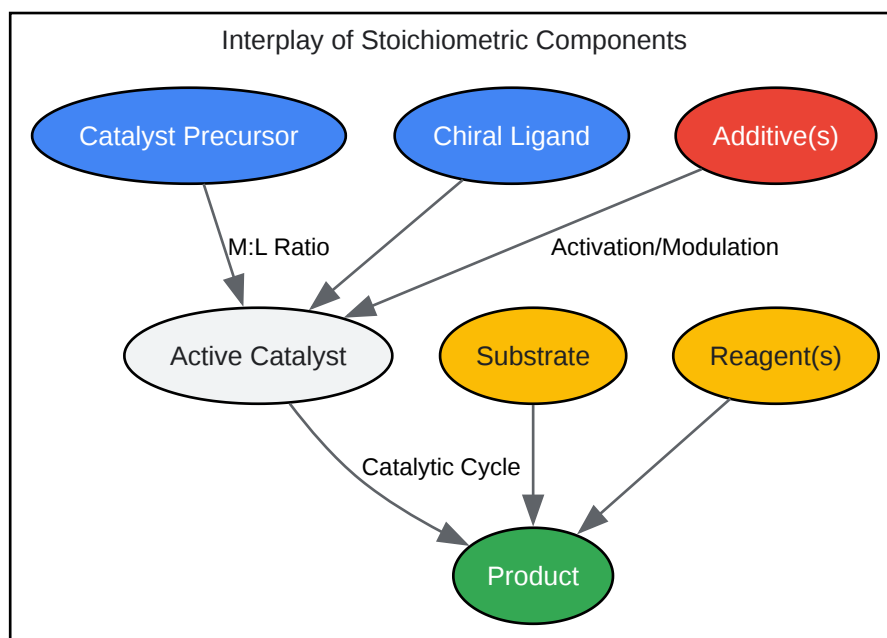 Interplay of Stoichiometric Components
Catalyst Precursor
Chiral Ligand
Additive(s)
M:L Ratio
Activation/Modulation
Active Catalyst
Substrate
Reagent(s)
Catalytic Cycle
Product